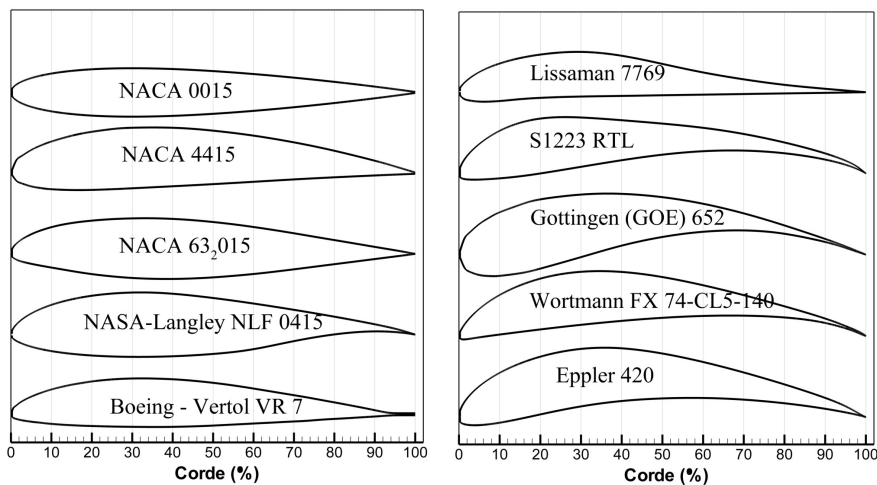 NACA 0015
NACA 4415
NACA 63₂015
NASA-Langley NLF 0415
Boeing - Vertol VR 7
0 10 20 30 40 50 60 70 80 90 100
Corde (%)
Lissaman 7769
S1223 RTL
Gottingen (GOE) 652
Wortmann FX 74-CL5-140
Eppler 420
0 10 20 30 40 50 60 70 80 90 100
Corde (%)